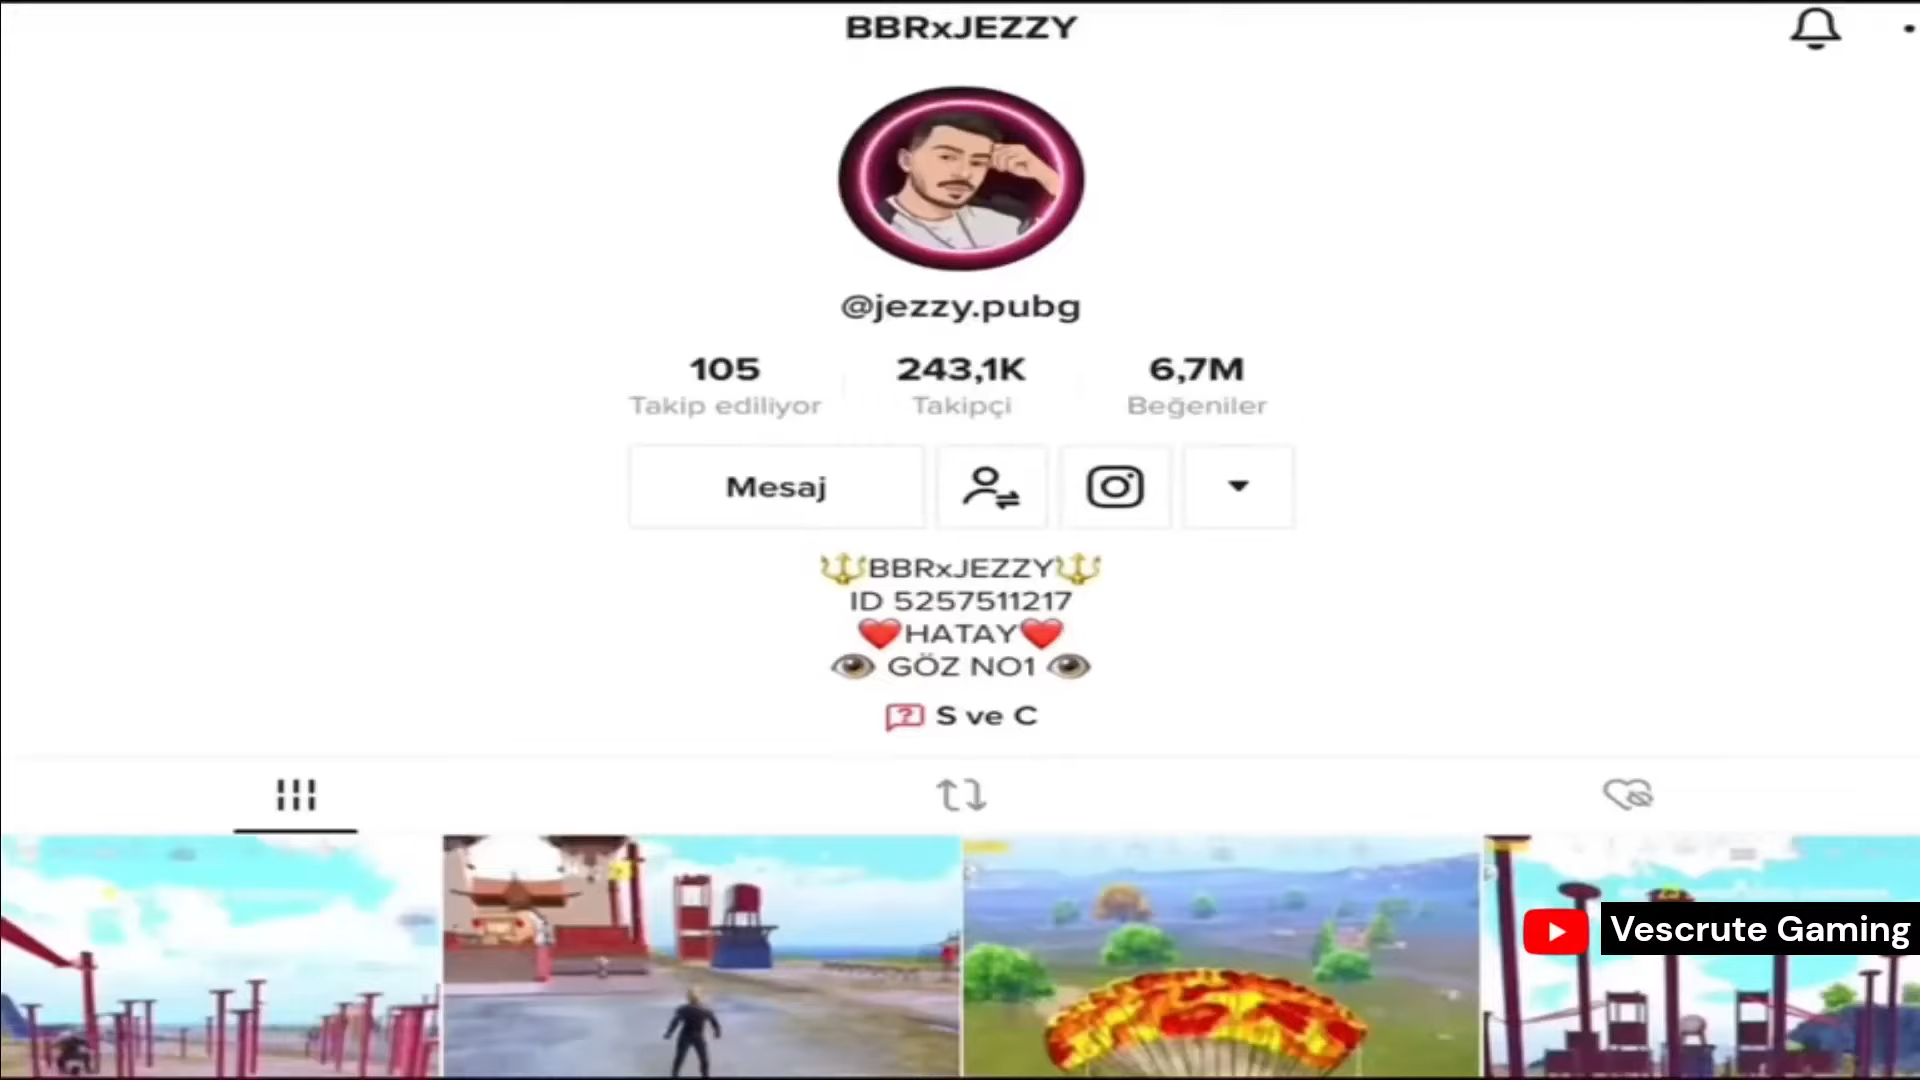 BBRxJEZZY
@jezzy.pubg
105
Takip ediliyor
243,1K
Takipçi
6,7M
Beğeniler
Mesaj
🔱BBRxJEZZY🔱
ID 5257511217
❤️HATAY❤️
👁️ GÖZ NO1 👁️
S ve C
Vescrute Gaming